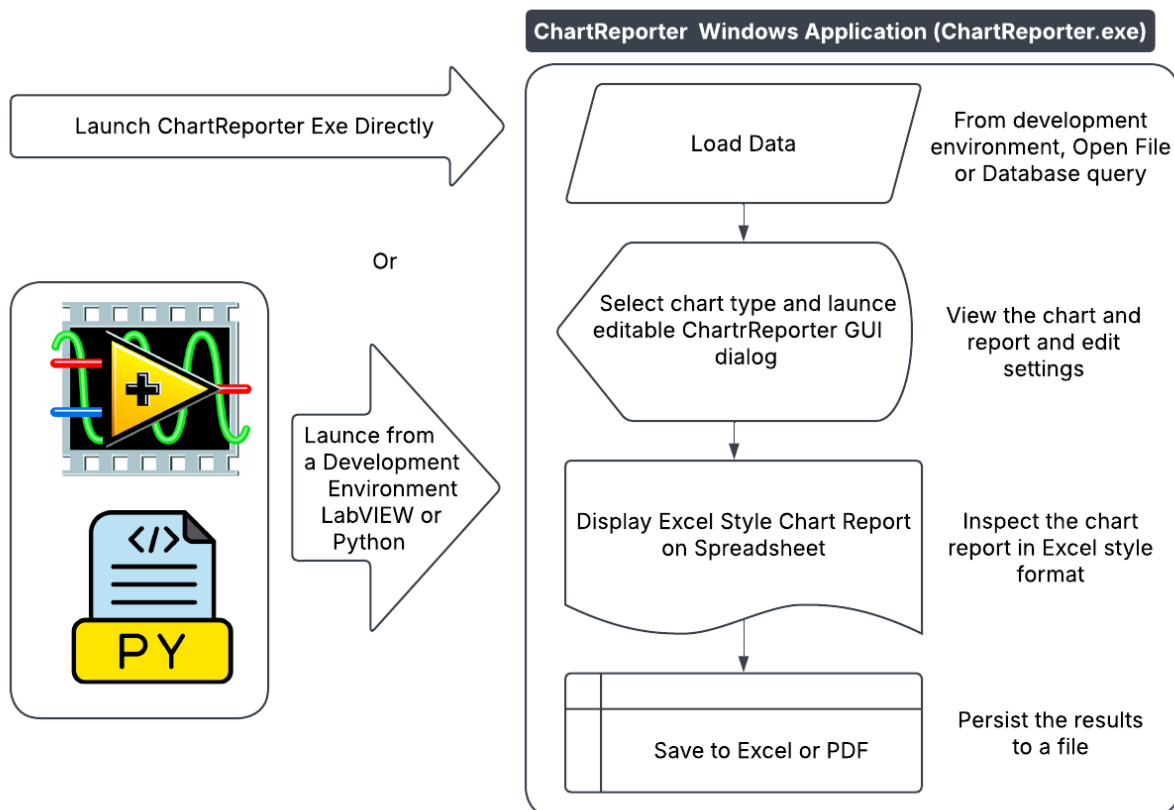 ChartReporter Windows Application (ChartReporter.exe)
Launch ChartReporter Exe Directly
Load Data
From development
environment, Open File
or Database query
Or
Select chart type and launce
editable ChartrReporter GUI
dialog
View the chart and
report and edit
settings
Launce from
a Development
Environment
LabVIEW or
Python
Display Excel Style Chart Report
on Spreadsheet
Inspect the chart
report in Excel style
format
</>
PY
Save to Excel or PDF
Persist the results
to a file